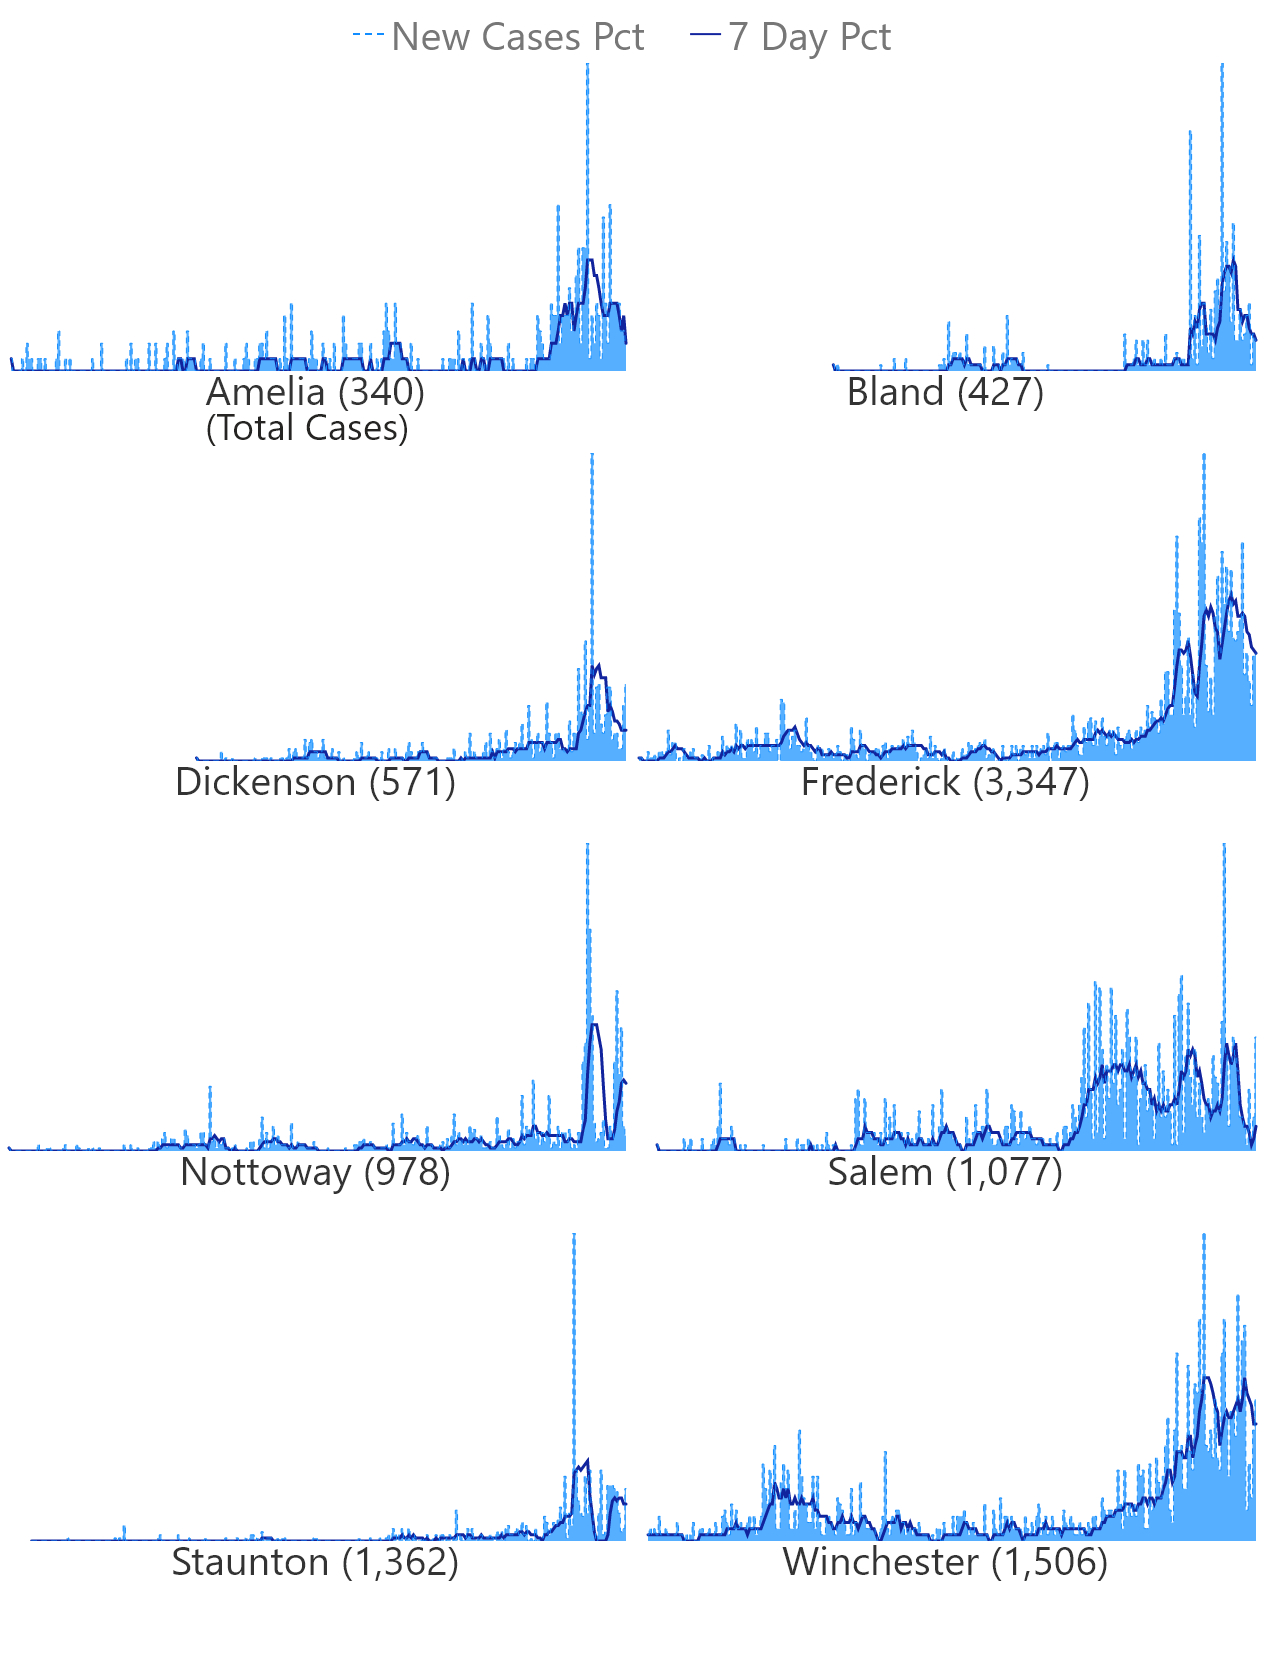 New Cases Pct 7 Day Pct
Amelia (340)
(Total Cases)
Bland (427)
Dickenson (571)
Frederick (3,347)
Nottoway (978)
Salem (1,077)
Staunton (1,362)
Winchester (1,506)